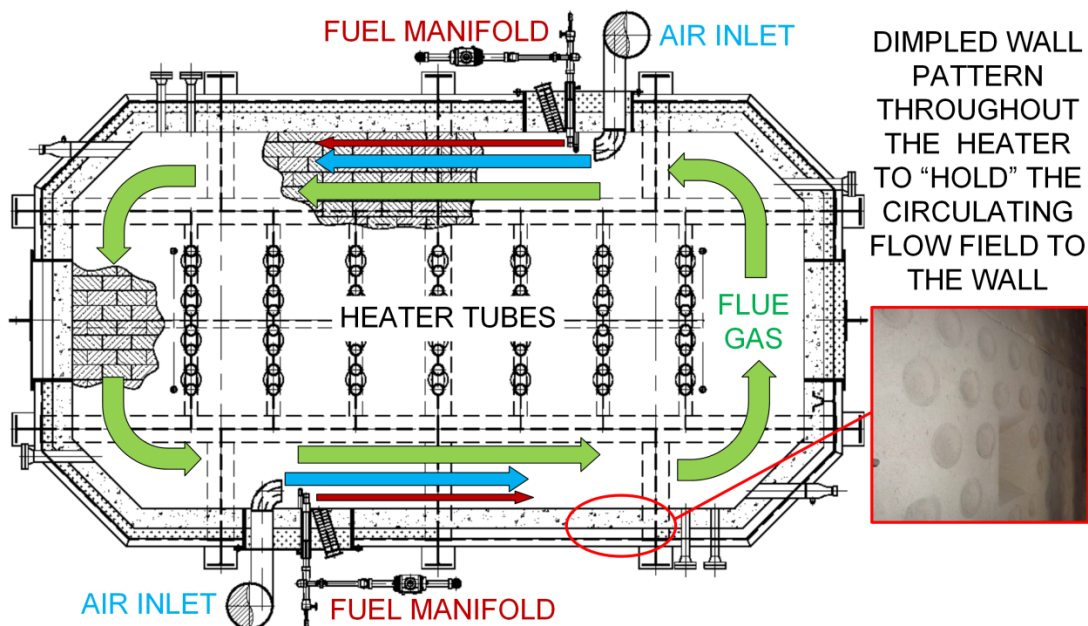 FUEL MANIFOLD
AIR INLET
DIMPLED WALL
PATTERN
THROUGHOUT
THE HEATER
TO “HOLD” THE
CIRCULATING
FLOW FIELD TO
THE WALL
HEATER TUBES
FLUE
GAS
AIR INLET
FUEL MANIFOLD